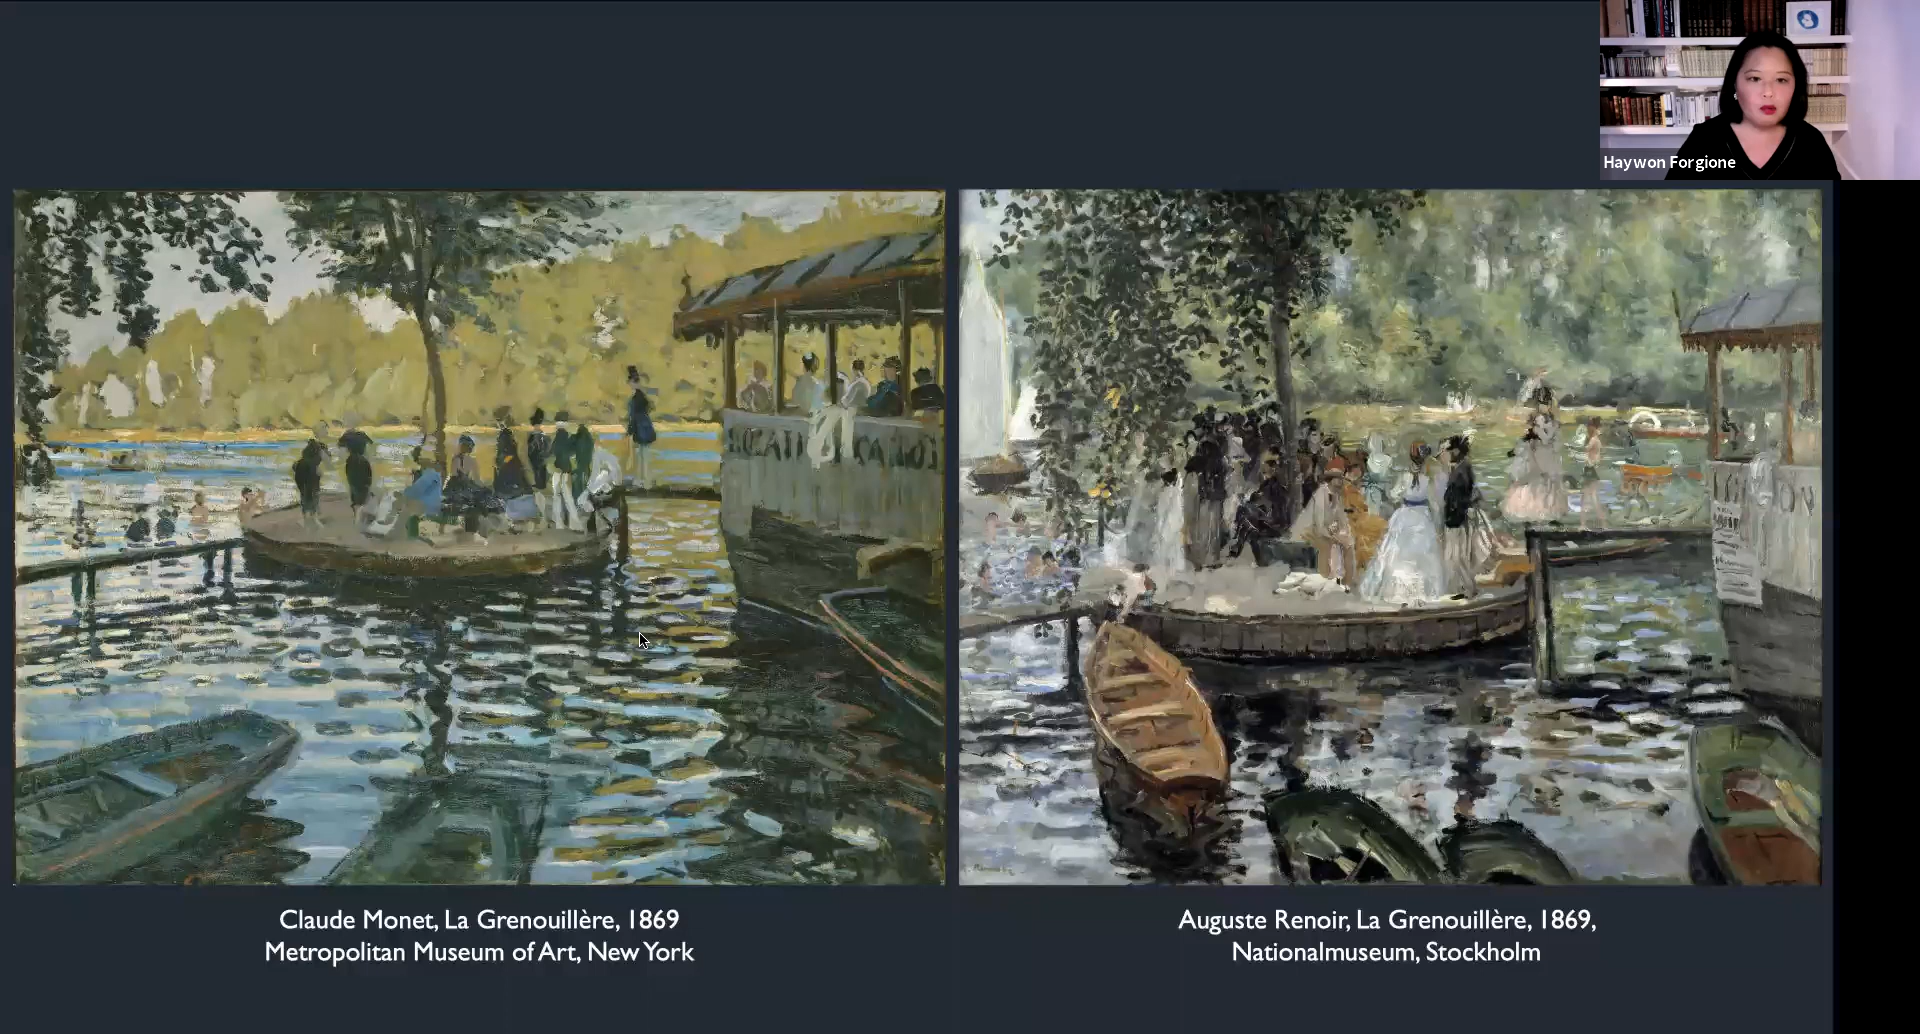 Haywon Forgione
Claude Monet, La Grenouillère, 1869
Metropolitan Museum of Art, New York
Auguste Renoir, La Grenouillère, 1869,
Nationalmuseum, Stockholm